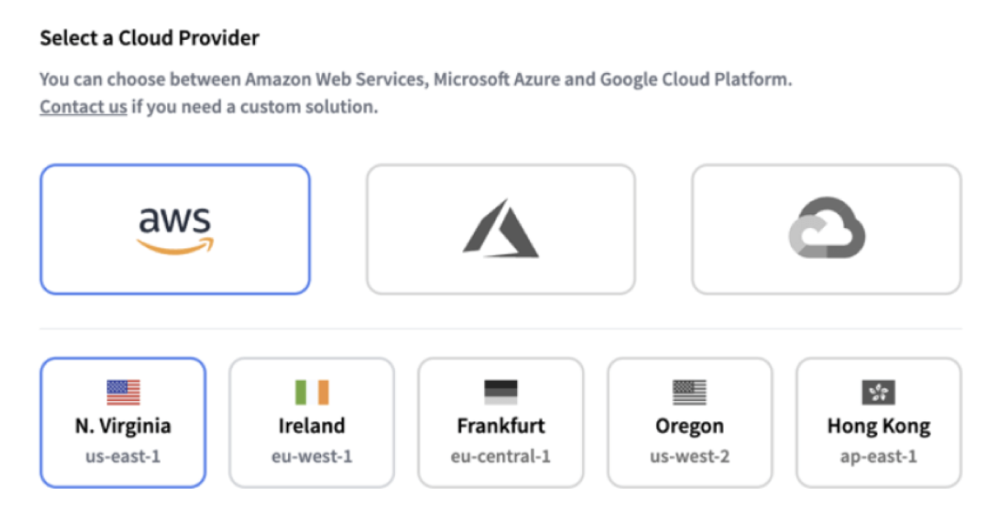 Select a Cloud Provider
You can choose between Amazon Web Services, Microsoft Azure and Google Cloud Platform.
Contact us if you need a custom solution.
aws
N. Virginia
us-east-1
Ireland
eu-west-1
Frankfurt
eu-central-1
Oregon
us-west-2
Hong Kong
ap-east-1